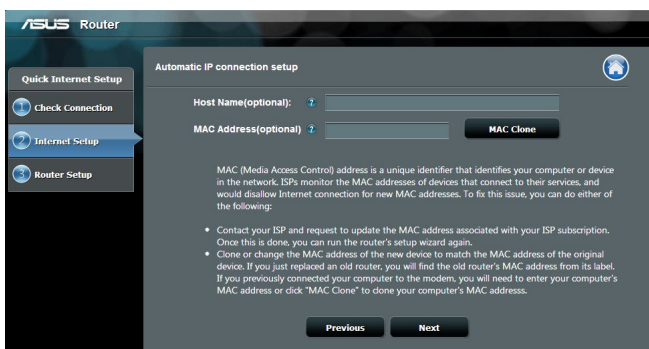 ASUS Router
Quick Internet Setup
1 Check Connection
2 Internet Setup
3 Router Setup
Automatic IP connection setup
Host Name(optional): ?
MAC Address(optional) ? MAC Clone
MAC (Media Access Control) address is a unique identifier that identifies your computer or device
in the network. ISPs monitor the MAC addresses of devices that connect to their services, and
would disallow Internet connection for new MAC addresses. To fix this issue, you can do either of
the following:
• Contact your ISP and request to update the MAC address associated with your ISP subscription.
Once this is done, you can run the router's setup wizard again.
• Clone or change the MAC address of the new device to match the MAC address of the original
device. If you just replaced an old router, you will find the old router's MAC address from its label.
If you previously connected your computer to the modem, you will need to enter your computer's
MAC address or click "MAC Clone" to clone your computer's MAC addresss.
Previous Next